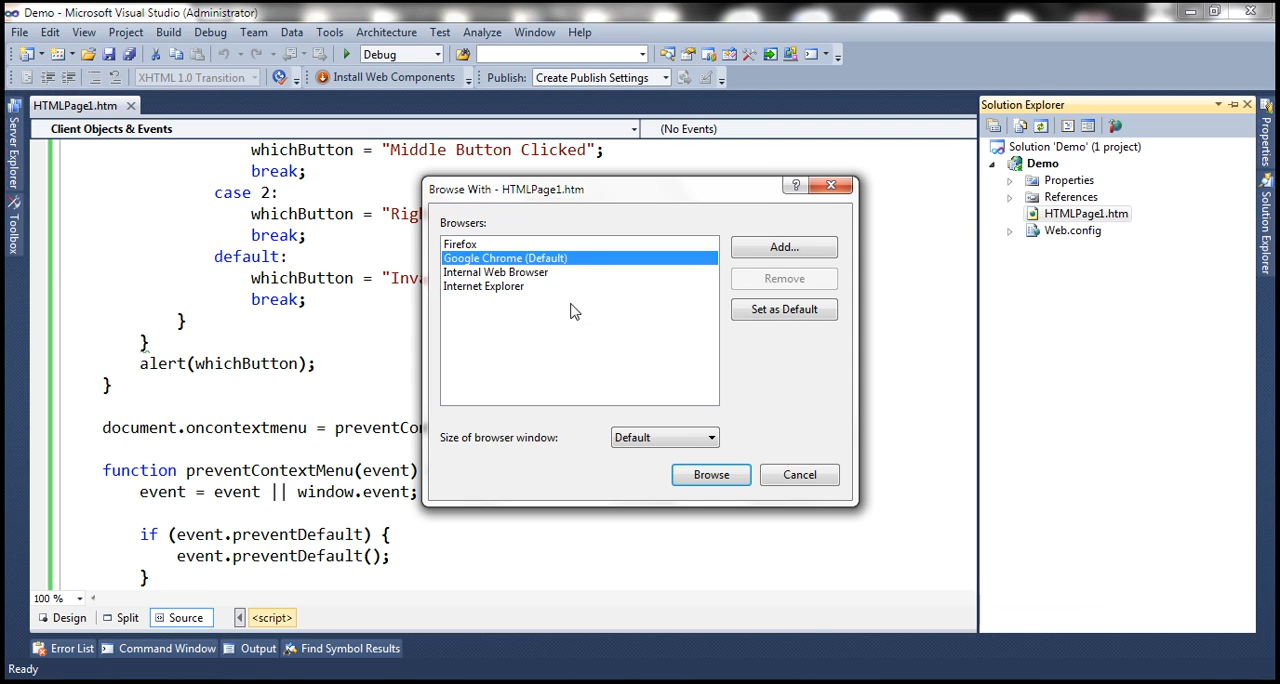 Demo - Microsoft Visual Studio (Administrator)
File Edit View Project Build Debug Team Data Tools Architecture Test Analyze Window Help
Debug
XHTML 1.0 Transition Install Web Components Publish: Create Publish Settings
HTMLPage1.htm
Client Objects & Events (No Events)
Server Explorer
Toolbox
whichButton = "Middle Button Clicked";
break;
case 2:
whichButton = "Rig
break;
default:
whichButton = "Inva
break;
}
}
alert(whichButton);
}
document.oncontextmenu = preventCo
function preventContextMenu(event)
event = event || window.event;
if (event.preventDefault) {
event.preventDefault();
}
Browse With - HTMLPage1.htm
Browsers:
Firefox
Google Chrome (Default)
Internal Web Browser
Internet Explorer
Add...
Remove
Set as Default
Size of browser window: Default
Browse Cancel
Solution Explorer
Solution 'Demo' (1 project)
Demo
Properties
References
HTMLPage1.htm
Web.config
Properties
Solution Explorer
100 %
Design Split Source <script>
Error List Command Window Output Find Symbol Results
Ready